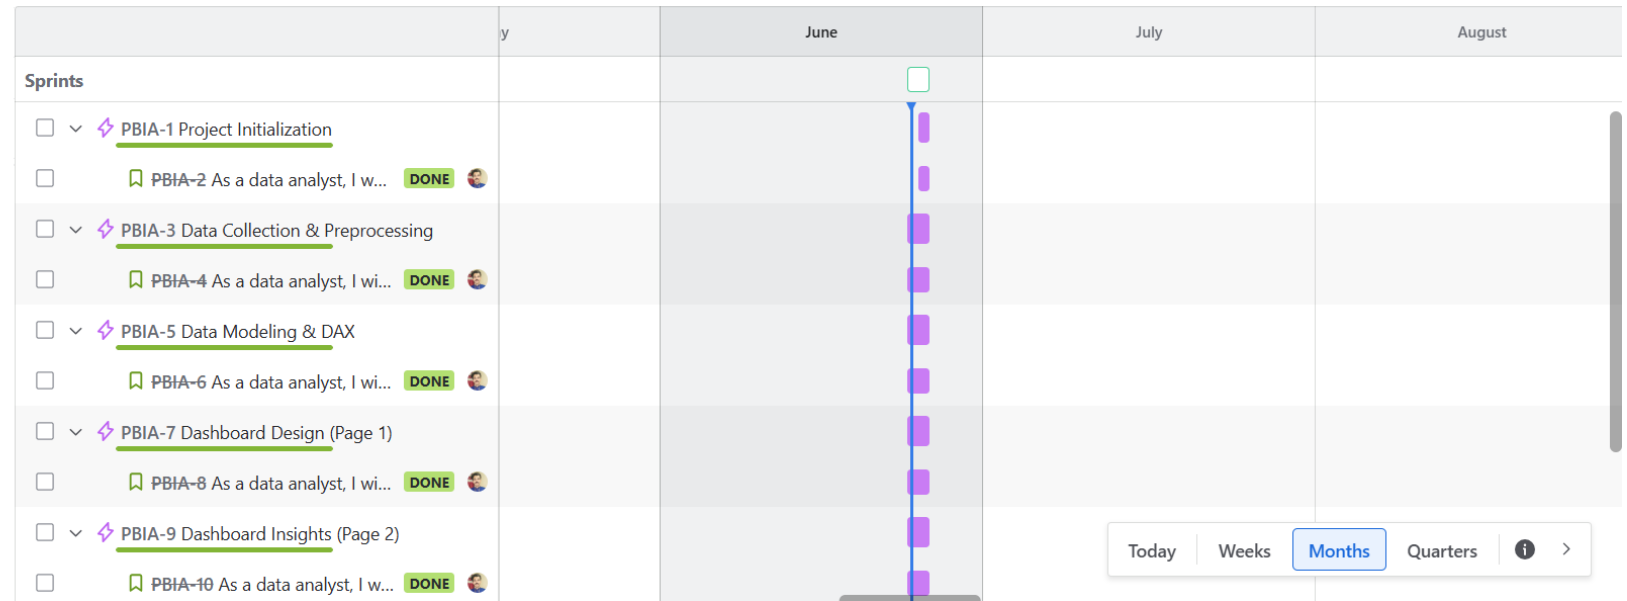 y June July August
Sprints
PBIA-1 Project Initialization
PBIA-2 As a data analyst, I w... DONE
PBIA-3 Data Collection & Preprocessing
PBIA-4 As a data analyst, I wi... DONE
PBIA-5 Data Modeling & DAX
PBIA-6 As a data analyst, I wi... DONE
PBIA-7 Dashboard Design (Page 1)
PBIA-8 As a data analyst, I wi... DONE
PBIA-9 Dashboard Insights (Page 2)
Today Weeks Months Quarters
PBIA-10 As a data analyst, I w... DONE